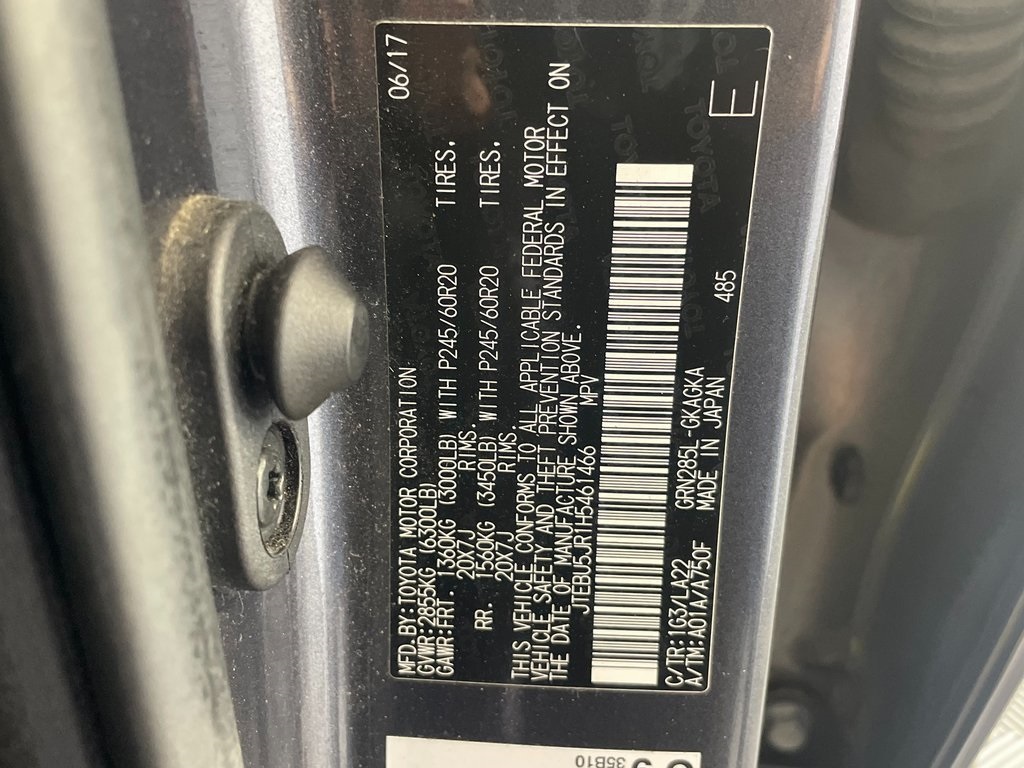 MFD.BY:TOYOTA MOTOR CORPORATION 06/17
GVWR:2855KG (6300LB)
GAWR:FRT. 1360KG (3000LB) WITH P245/60R20 TIRES.
20X7J RIMS.
RR. 1560KG (3450LB) WITH P245/60R20 TIRES.
20X7J RIMS.
THIS VEHICLE CONFORMS TO ALL APPLICABLE FEDERAL MOTOR
VEHICLE SAFETY AND THEFT PREVENTION STANDARDS IN EFFECT ON
THE DATE OF MANUFACTURE SHOWN ABOVE.
JTEBU5JR1H5461466 MPV
C/TR:1G3/LA22 GRN285L-GKAGKA
A/TM:A01A/A750F MADE IN JAPAN
485
E
35B10